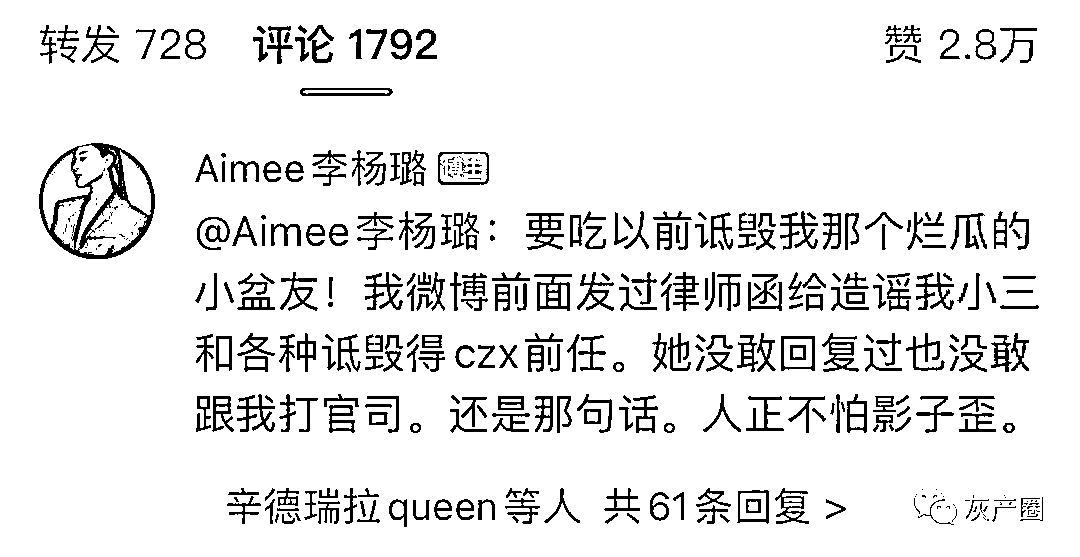 转发 728 评论 1792 赞 2.8万
Aimee李杨璐 博主
@Aimee李杨璐：要吃以前诋毁我那个烂瓜的
小盆友！我微博前面发过律师函给造谣我小三
和各种诋毁得czx前任。她没敢回复过也没敢
跟我打官司。还是那句话。人正不怕影子歪。
辛德瑞拉queen等人 共61条回复 >
灰产圈